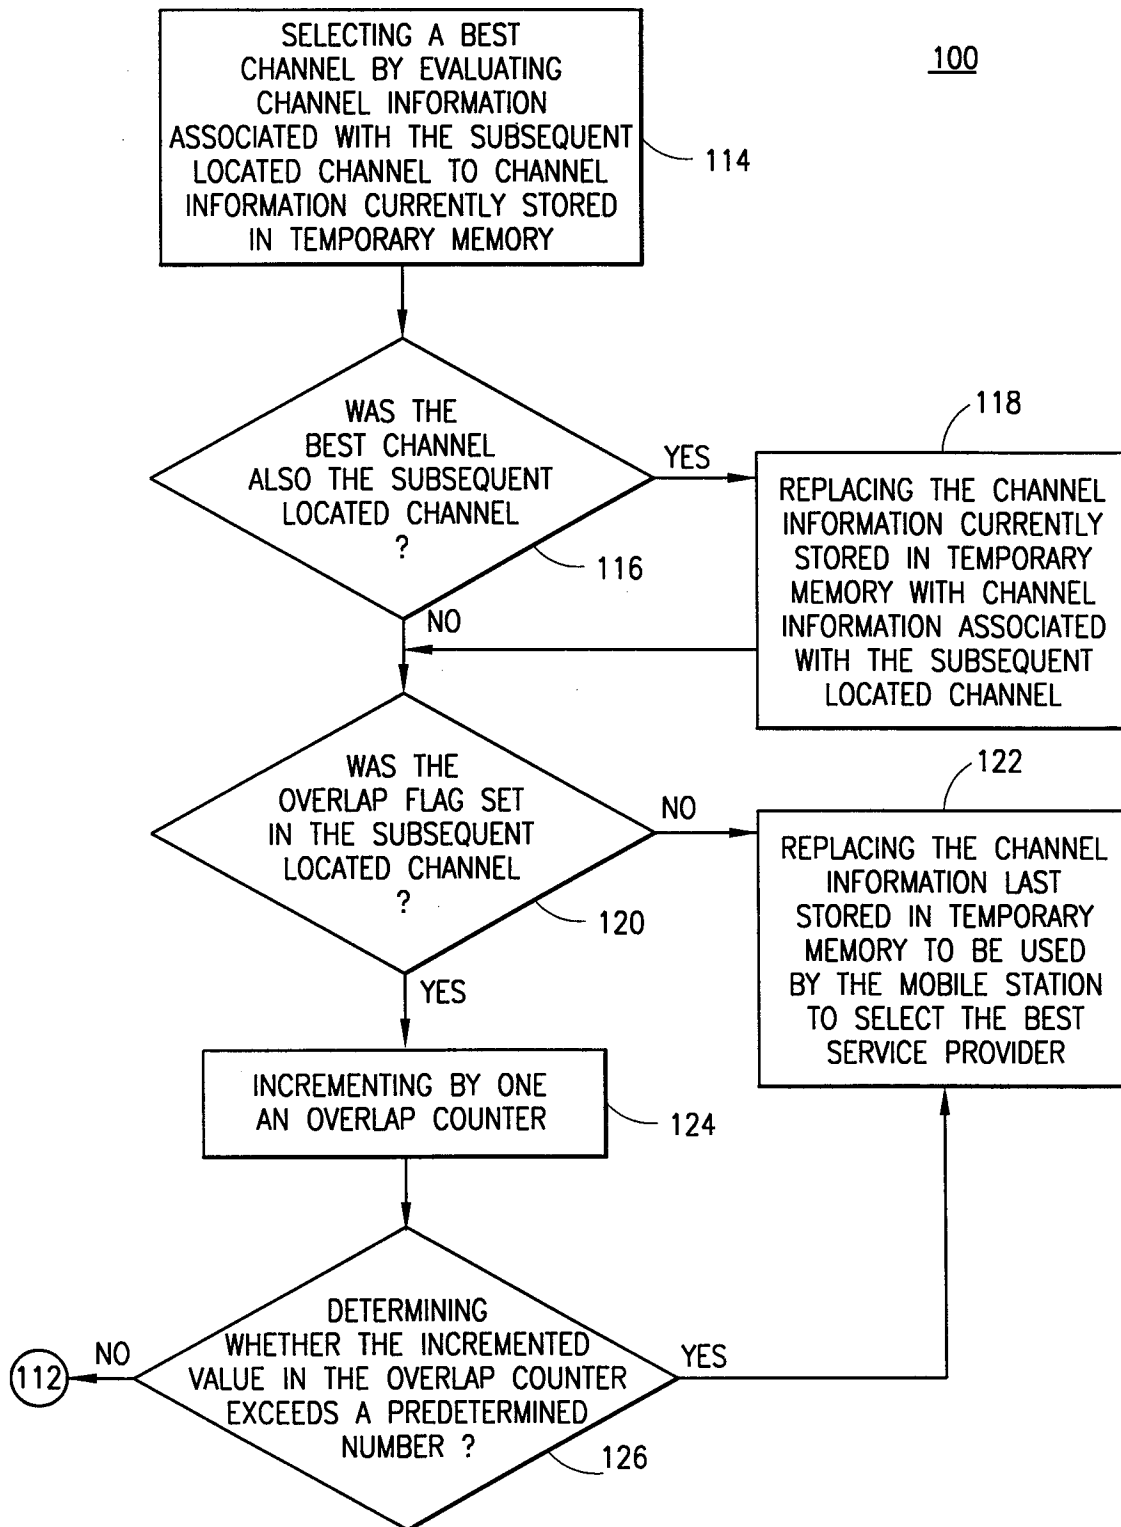 SELECTING A BEST
CHANNEL BY EVALUATING
CHANNEL INFORMATION
ASSOCIATED WITH THE SUBSEQUENT
LOCATED CHANNEL TO CHANNEL
INFORMATION CURRENTLY STORED
IN TEMPORARY MEMORY
100
114
WAS THE
BEST CHANNEL
ALSO THE SUBSEQUENT
LOCATED CHANNEL
?
116
YES
NO
118
REPLACING THE CHANNEL
INFORMATION CURRENTLY
STORED IN TEMPORARY
MEMORY WITH CHANNEL
INFORMATION ASSOCIATED
WITH THE SUBSEQUENT
LOCATED CHANNEL
WAS THE
OVERLAP FLAG SET
IN THE SUBSEQUENT
LOCATED CHANNEL
?
120
NO
YES
122
REPLACING THE CHANNEL
INFORMATION LAST
STORED IN TEMPORARY
MEMORY TO BE USED
BY THE MOBILE STATION
TO SELECT THE BEST
SERVICE PROVIDER
INCREMENTING BY ONE
AN OVERLAP COUNTER
124
DETERMINING
WHETHER THE INCREMENTED
VALUE IN THE OVERLAP COUNTER
EXCEEDS A PREDETERMINED
NUMBER ?
126
NO
112
YES